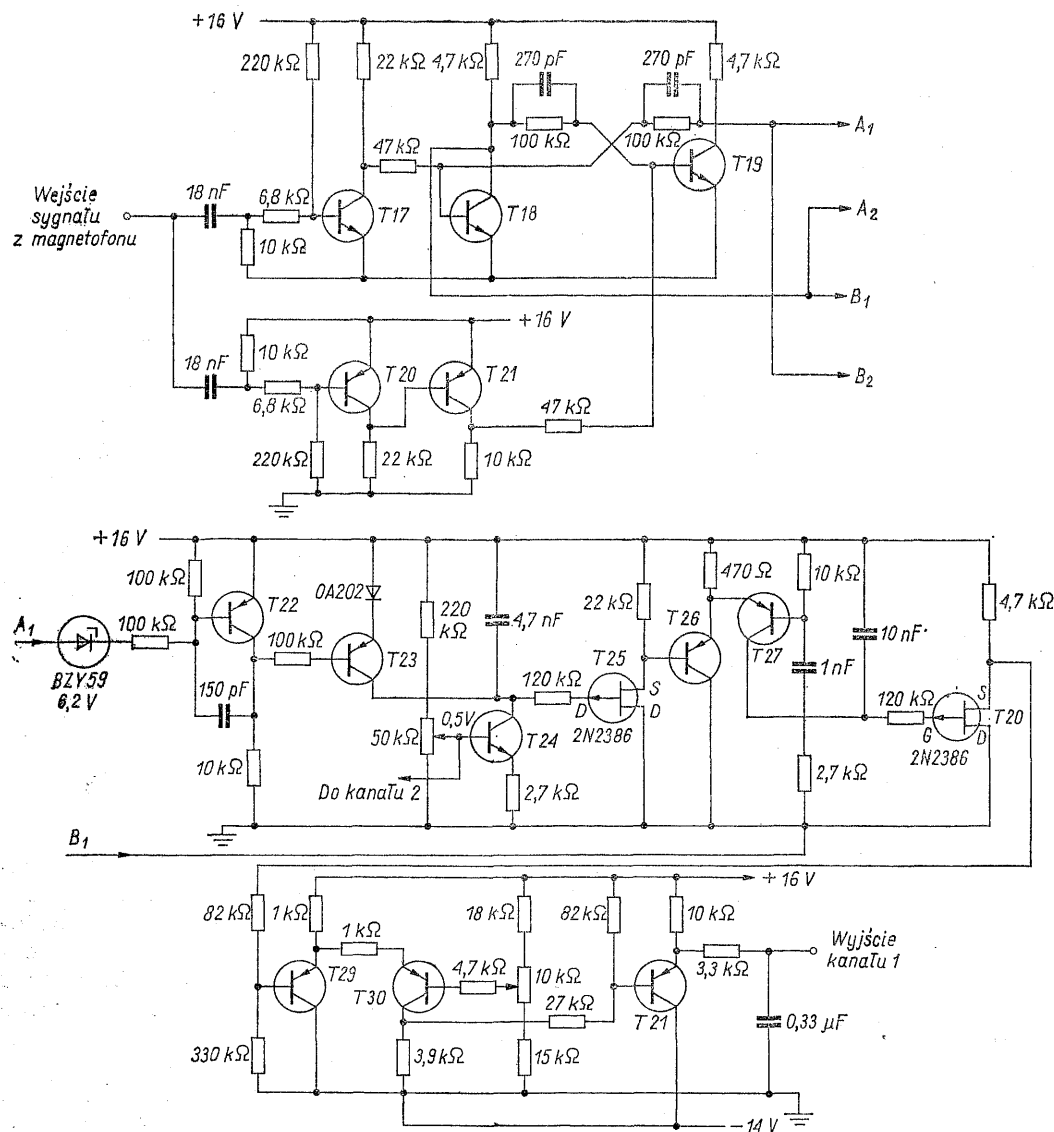 +16 V
220 kΩ
22 kΩ
4,7 kΩ
270 pF
270 pF
4,7 kΩ
100 kΩ
100 kΩ
A1
47 kΩ
T19
Wejście
sygnału
z magnetofonu
18 nF
6,8 kΩ
T17
T18
A2
10 kΩ
B1
+16 V
10 kΩ
18 nF
T20
T21
B2
6,8 kΩ
47 kΩ
220 kΩ
22 kΩ
10 kΩ
+16 V
100 kΩ
T22
OA202
220
kΩ
4,7 nF
22 kΩ
T26
470 Ω
10 kΩ
4,7 kΩ
A1
100 kΩ
100 kΩ
T23
T25
T27
10 nF
1 nF
BZY59
6,2 V
150 pF
120 kΩ
S
D
D
2N2386
120 kΩ
S
T20
G
D
2N2386
0,5V
50 kΩ
T24
10 kΩ
Do kanału 2
2,7 kΩ
2,7 kΩ
B1
+16 V
82 kΩ
1 kΩ
1 kΩ
18 kΩ
82 kΩ
10 kΩ
Wyjście
kanału 1
T29
T30
4,7 kΩ
10 kΩ
3,3 kΩ
27 kΩ
T21
0,33 μF
330 kΩ
3,9 kΩ
15 kΩ
–14 V